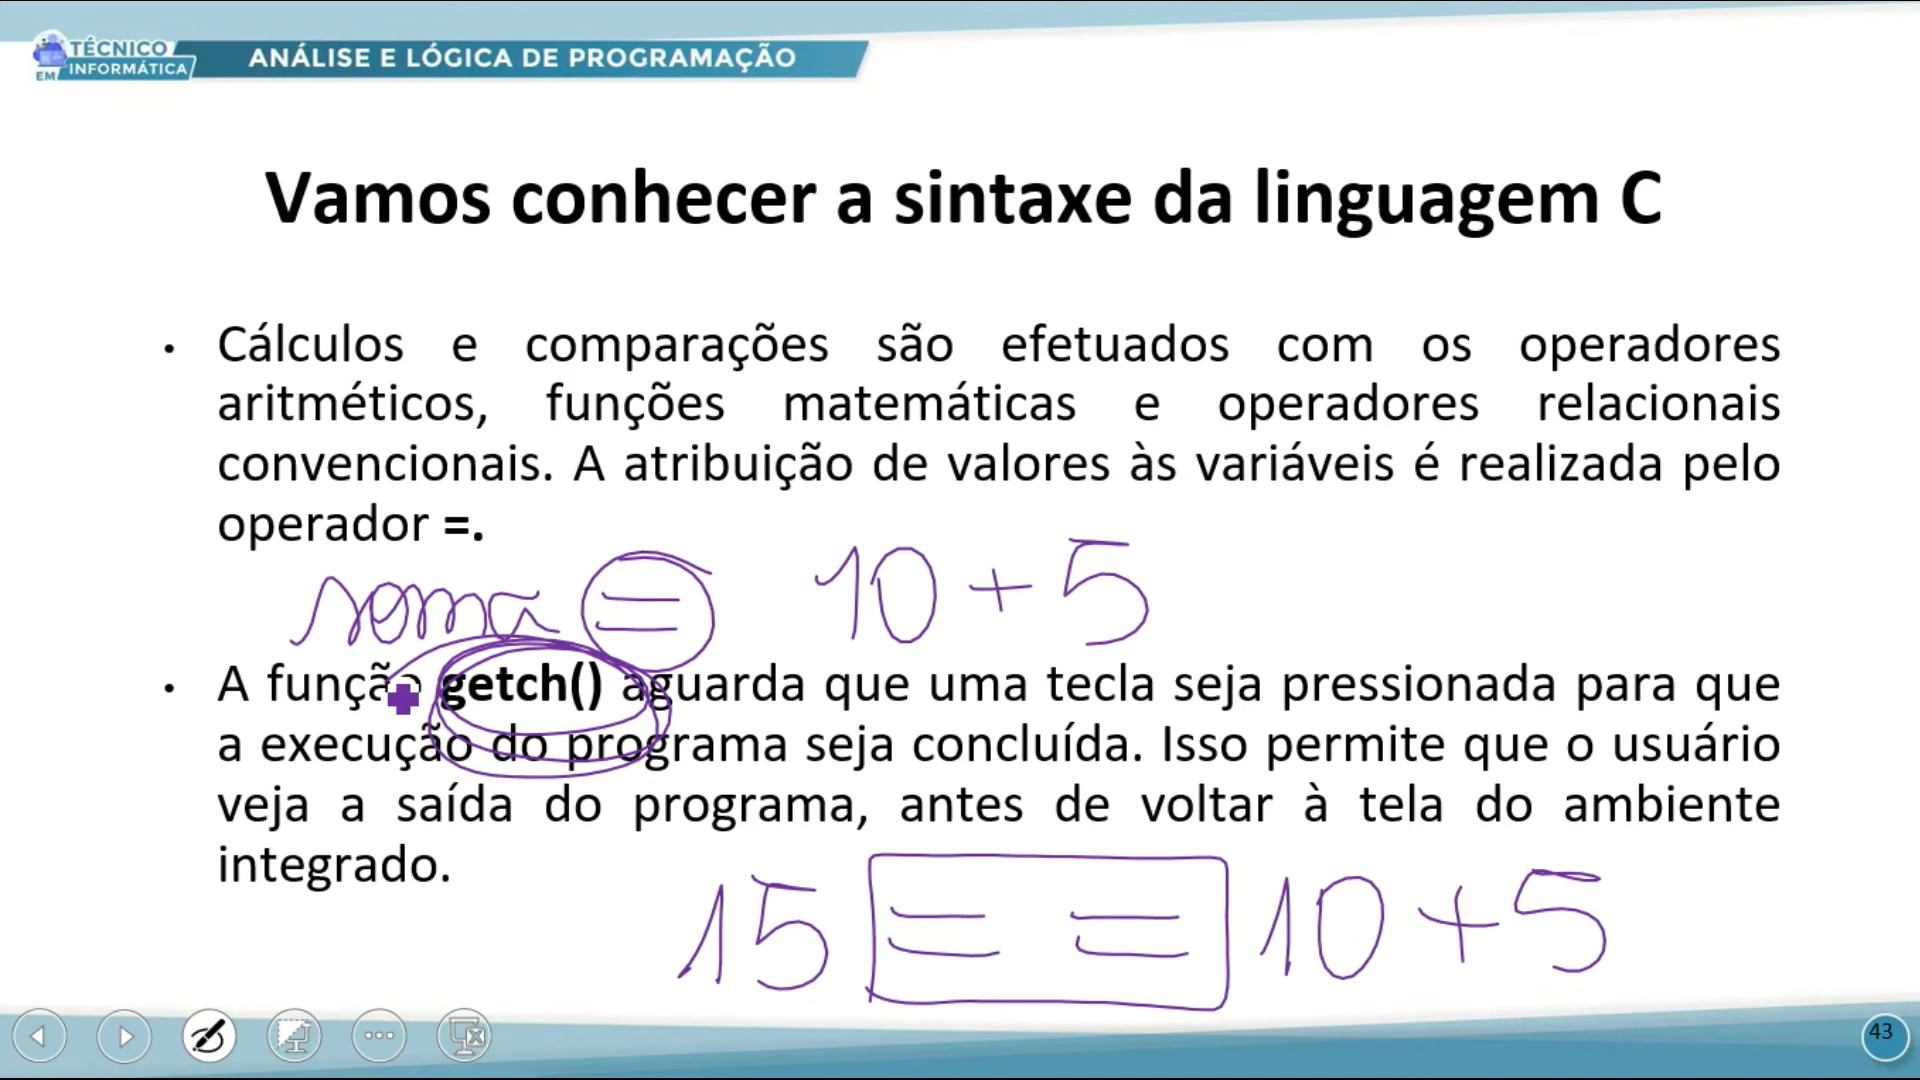 TÉCNICO
EM INFORMÁTICA
ANÁLISE E LÓGICA DE PROGRAMAÇÃO
Vamos conhecer a sintaxe da linguagem C
• Cálculos e comparações são efetuados com os operadores
aritméticos, funções matemáticas e operadores relacionais
convencionais. A atribuição de valores às variáveis é realizada pelo
operador =.
soma = 10 + 5
• A função getch() aguarda que uma tecla seja pressionada para que
a execução do programa seja concluída. Isso permite que o usuário
veja a saída do programa, antes de voltar à tela do ambiente
integrado.
15 = = 10 + 5
43